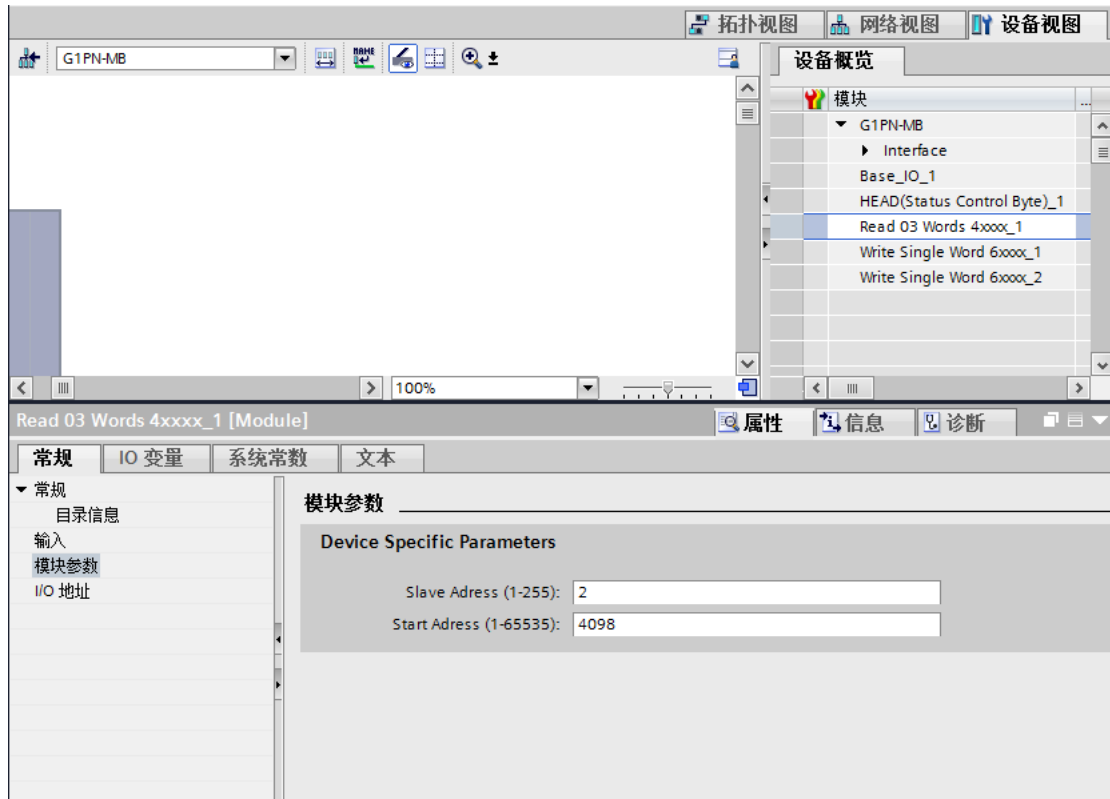 拓扑视图 网络视图 设备视图
G1PN-MB
设备概览
模块 ...
G1PN-MB
Interface
Base_IO_1
HEAD(Status Control Byte)_1
Read 03 Words 4xxxx_1
Write Single Word 6xxxx_1
Write Single Word 6xxxx_2
100%
Read 03 Words 4xxxx_1 [Module]
属性 信息 诊断
常规 IO 变量 系统常数 文本
常规
目录信息
输入
模块参数
I/O 地址
模块参数
Device Specific Parameters
Slave Adress (1-255): 2
Start Adress (1-65535): 4098